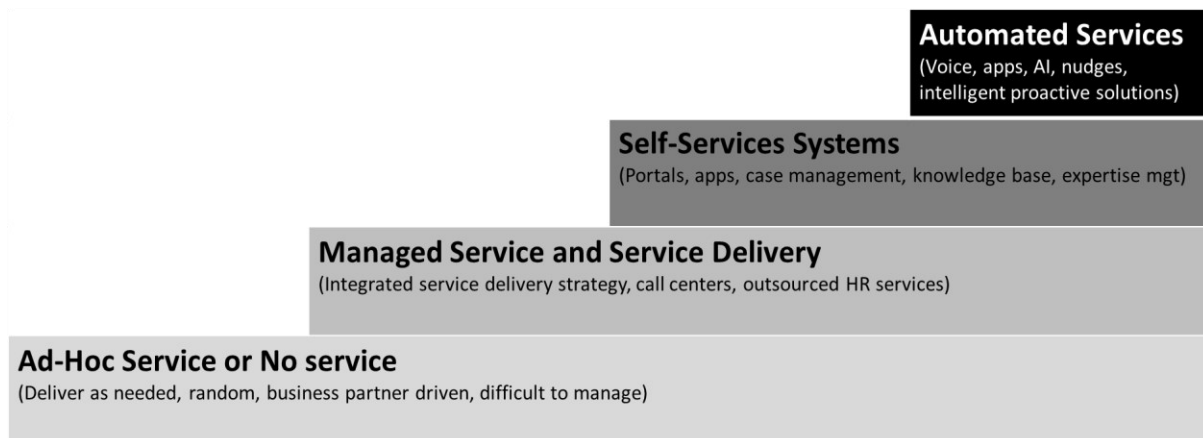 Automated Services
(Voice, apps, AI, nudges,
intelligent proactive solutions)
Self-Services Systems
(Portals, apps, case management, knowledge base, expertise mgt)
Managed Service and Service Delivery
(Integrated service delivery strategy, call centers, outsourced HR services)
Ad-Hoc Service or No service
(Deliver as needed, random, business partner driven, difficult to manage)